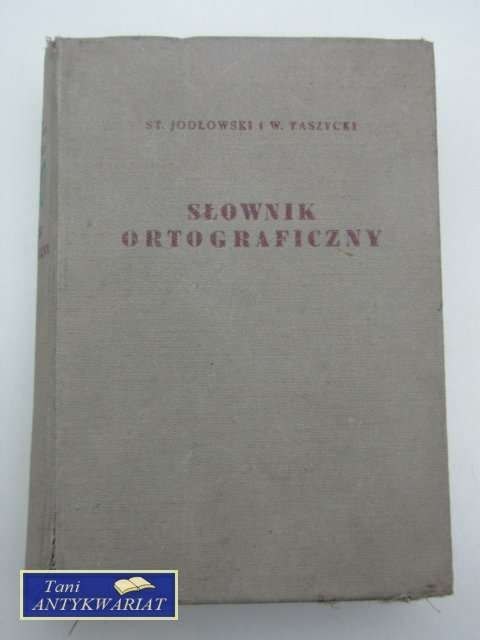 ST. JODŁOWSKI I W. TASZYCKI
SŁOWNIK
ORTOGRAFICZNY
Tani
ANTYKWARIAT